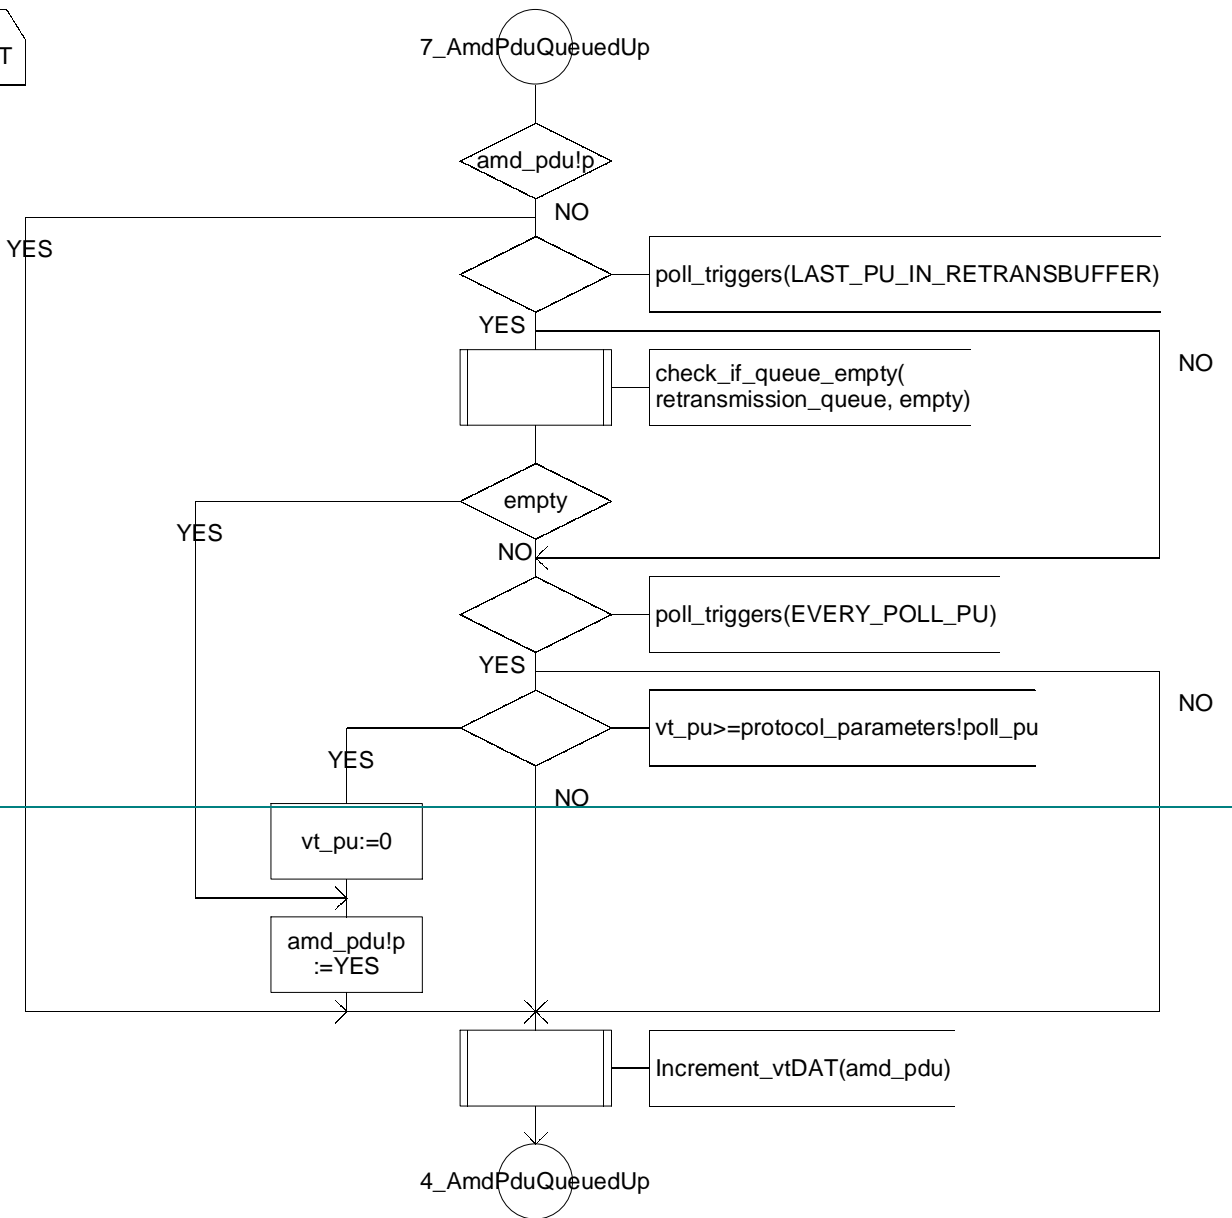 T
7_AmdPduQueuedUp
amd_pdu!p
NO
YES
poll_triggers(LAST_PU_IN_RETRANSBUFFER)
YES
NO
check_if_queue_empty(
retransmission_queue, empty)
empty
YES
NO
poll_triggers(EVERY_POLL_PU)
YES
NO
vt_pu>=protocol_parameters!poll_pu
YES
NO
vt_pu:=0
amd_pdu!p
:=YES
Increment_vtDAT(amd_pdu)
4_AmdPduQueuedUp